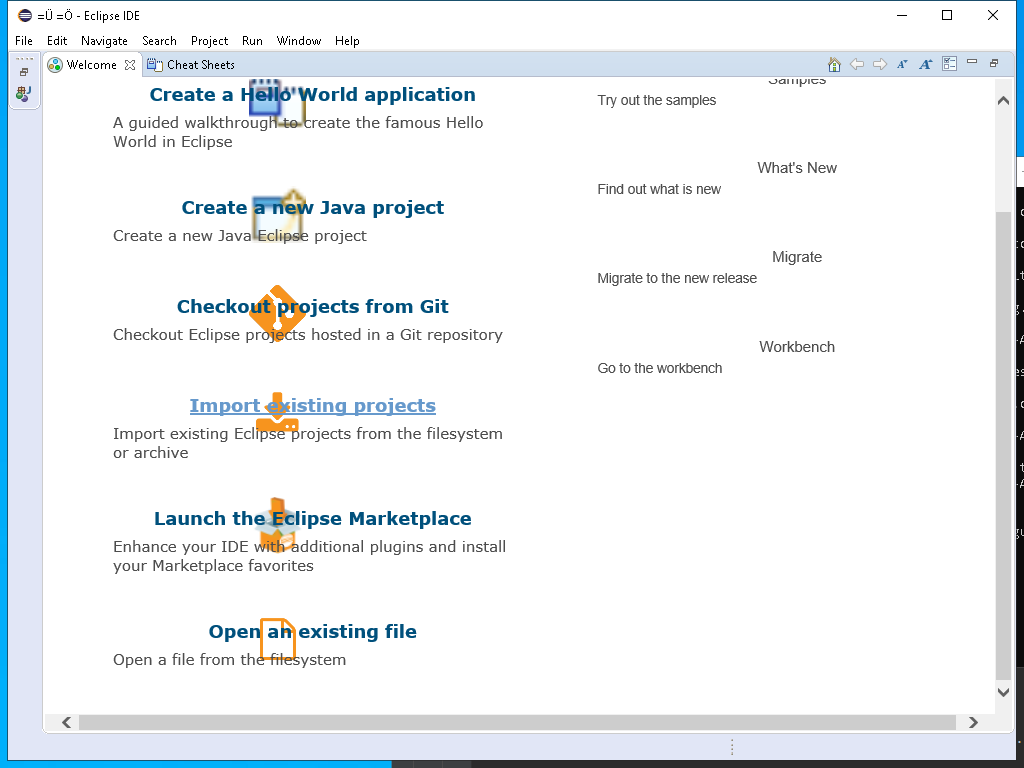 =Ü =Ö - Eclipse IDE
File Edit Navigate Search Project Run Window Help
Welcome
Cheat Sheets
Create a Hello World application
A guided walkthrough to create the famous Hello
World in Eclipse
Create a new Java project
Create a new Java Eclipse project
Checkout projects from Git
Checkout Eclipse projects hosted in a Git repository
Import existing projects
Import existing Eclipse projects from the filesystem
or archive
Launch the Eclipse Marketplace
Enhance your IDE with additional plugins and install
your Marketplace favorites
Open an existing file
Open a file from the filesystem
Samples
Try out the samples
What's New
Find out what is new
Migrate
Migrate to the new release
Workbench
Go to the workbench